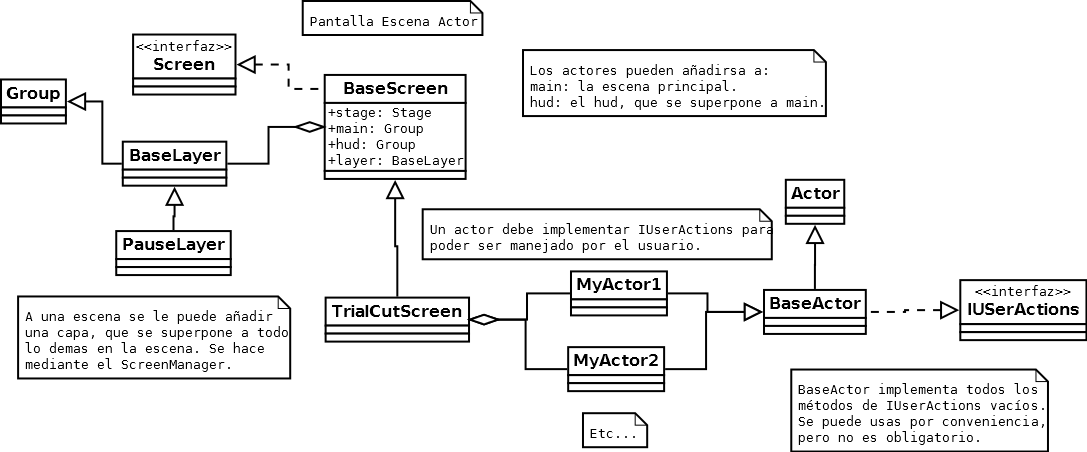 Pantalla Escena Actor
<<interfaz>>
Screen
Group
BaseScreen
+stage: Stage
+main: Group
+hud: Group
+layer: BaseLayer
Los actores pueden añadirsa a:
main: la escena principal.
hud: el hud, que se superpone a main.
BaseLayer
PauseLayer
Actor
Un actor debe implementar IUserActions para
poder ser manejado por el usuario.
A una escena se le puede añadir
una capa, que se superpone a todo
lo demas en la escena. Se hace
mediante el ScreenManager.
TrialCutScreen
MyActor1
MyActor2
BaseActor
<<interfaz>>
IUSerActions
BaseActor implementa todos los
métodos de IUserActions vacíos.
Se puede usas por conveniencia,
pero no es obligatorio.
Etc...